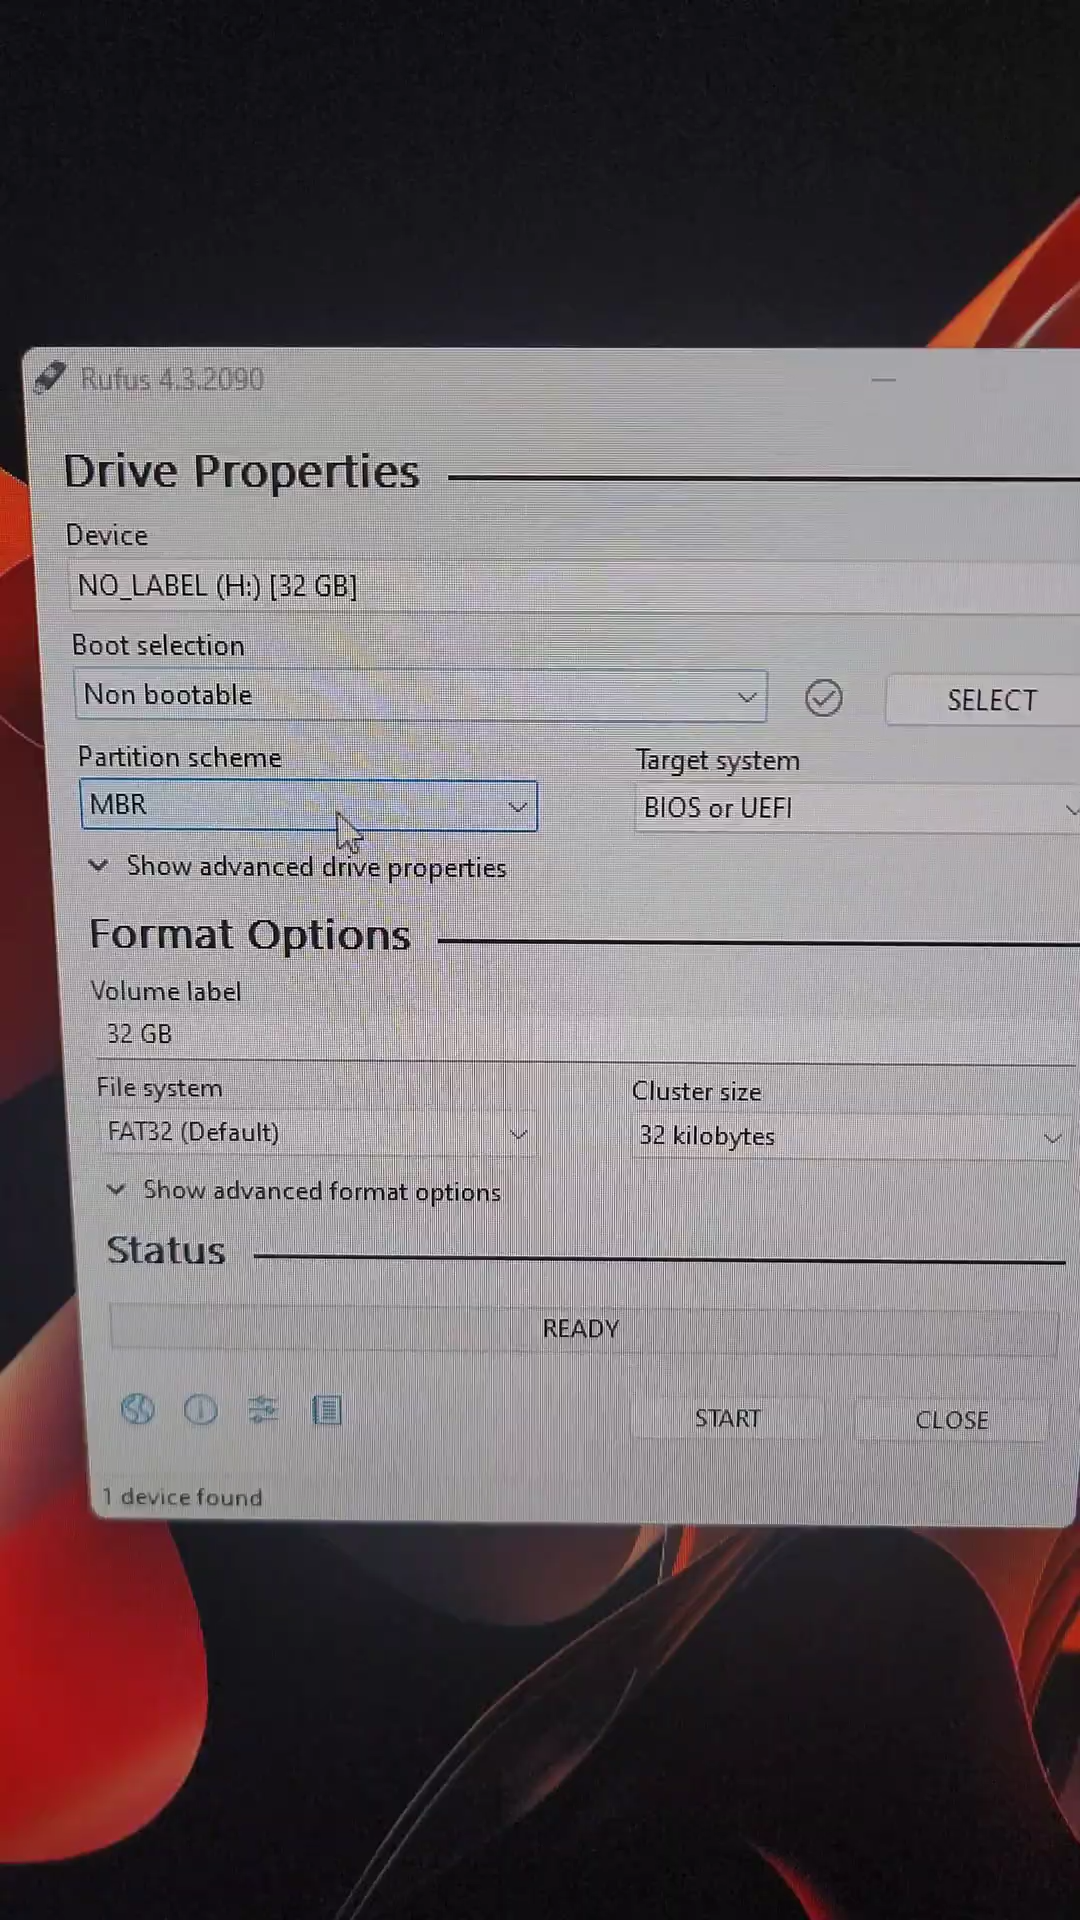 Rufus 4.3.2090
Drive Properties
Device
NO_LABEL (H:) [32 GB]
Boot selection
Non bootable
SELECT
Partition scheme
Target system
MBR
BIOS or UEFI
Show advanced drive properties
Format Options
Volume label
32 GB
File system
Cluster size
FAT32 (Default)
32 kilobytes
Show advanced format options
Status
READY
START
CLOSE
1 device found